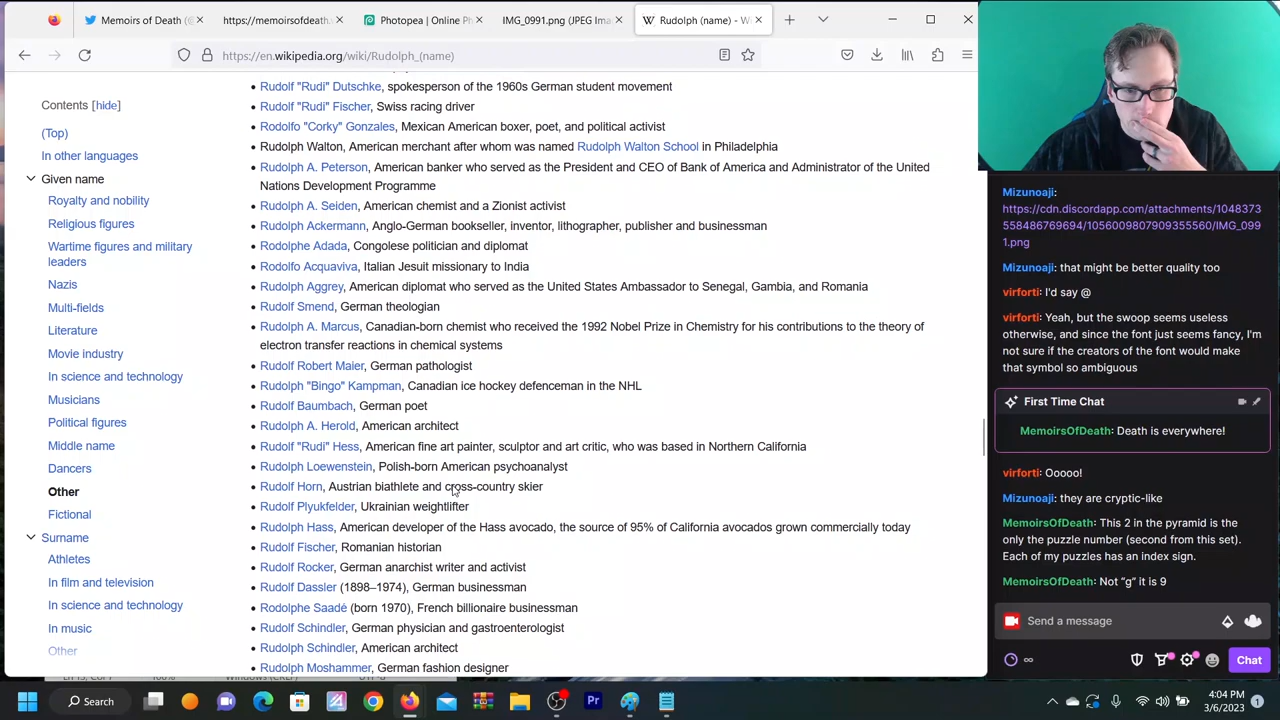 Memoirs of Death (@
https://memoirsofdeath.
Photopea | Online Ph
IMG_0991.png (JPEG Ima
Rudolph (name) - Wi
https://en.wikipedia.org/wiki/Rudolph_(name)
Contents [hide]
(Top)
In other languages
Given name
Royalty and nobility
Religious figures
Wartime figures and military
leaders
Nazis
Multi-fields
Literature
Movie industry
In science and technology
Musicians
Political figures
Middle name
Dancers
Other
Fictional
Surname
Athletes
In film and television
In science and technology
In music
Other
Rudolf "Rudi" Dutschke, spokesperson of the 1960s German student movement
Rudolf "Rudi" Fischer, Swiss racing driver
Rodolfo "Corky" Gonzales, Mexican American boxer, poet, and political activist
Rudolph Walton, American merchant after whom was named Rudolph Walton School in Philadelphia
Rudolph A. Peterson, American banker who served as the President and CEO of Bank of America and Administrator of the United
Nations Development Programme
Rudolph A. Seiden, American chemist and a Zionist activist
Rudolph Ackermann, Anglo-German bookseller, inventor, lithographer, publisher and businessman
Rodolphe Adada, Congolese politician and diplomat
Rodolfo Acquaviva, Italian Jesuit missionary to India
Rudolph Aggrey, American diplomat who served as the United States Ambassador to Senegal, Gambia, and Romania
Rudolf Smend, German theologian
Rudolph A. Marcus, Canadian-born chemist who received the 1992 Nobel Prize in Chemistry for his contributions to the theory of
electron transfer reactions in chemical systems
Rudolf Robert Maier, German pathologist
Rudolph "Bingo" Kampman, Canadian ice hockey defenceman in the NHL
Rudolf Baumbach, German poet
Rudolph A. Herold, American architect
Rudolf "Rudi" Hess, American fine art painter, sculptor and art critic, who was based in Northern California
Rudolph Loewenstein, Polish-born American psychoanalyst
Rudolf Horn, Austrian biathlete and cross-country skier
Rudolf Plyukfelder, Ukrainian weightlifter
Rudolph Hass, American developer of the Hass avocado, the source of 95% of California avocados grown commercially today
Rudolf Fischer, Romanian historian
Rudolf Rocker, German anarchist writer and activist
Rudolf Dassler (1898–1974), German businessman
Rodolphe Saadé (born 1970), French billionaire businessman
Rudolf Schindler, German physician and gastroenterologist
Rudolph Schindler, American architect
Rudolph Moshammer, German fashion designer
Mizunoaji:
https://cdn.discordapp.com/attachments/1048373
558486769694/1056009807909355560/IMG_099
1.png
Mizunoaji: that might be better quality too
virforti: I'd say @
virforti: Yeah, but the swoop seems useless
otherwise, and since the font just seems fancy, I'm
not sure if the creators of the font would make
that symbol so ambiguous
First Time Chat
MemoirsOfDeath: Death is everywhere!
virforti: Ooooo!
Mizunoaji: they are cryptic-like
MemoirsOfDeath: This 2 in the pyramid is the
only the puzzle number (second from this set).
Each of my puzzles has an index sign.
MemoirsOfDeath: Not “g” it is 9
Send a message
Chat
Search
4:04 PM
3/6/2023